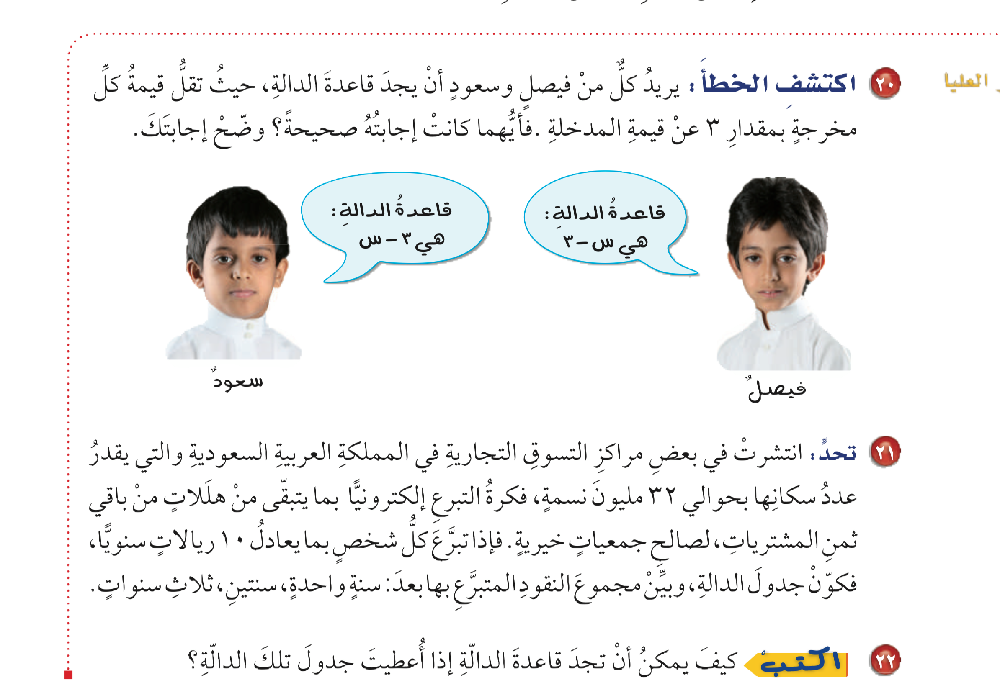 العليا
٢٠ اكتشفِ الخطأَ: يريدُ كلٌّ منْ فيصلٍ وسعودٍ أنْ يجدَ قاعدةَ الدالةِ، حيثُ تقلُّ قيمةُ كلِّ
مخرجةٍ بمقدارِ ٣ عنْ قيمةِ المدخلةِ. فأيُّهما كانتْ إجابتُهُ صحيحةً؟ وضّحْ إجابتَكَ.
قاعدةُ الدالةِ:
هي س – ٣
قاعدةُ الدالةِ:
هي ٣ – س
فيصلٌ
سعودٌ
٢١ تحدٍّ: انتشرتْ في بعضِ مراكزِ التسوقِ التجاريةِ في المملكةِ العربيةِ السعوديةِ والتي يقدرُ
عددُ سكانِها بحوالي ٣٢ مليونَ نسمةٍ، فكرةُ التبرعِ إلكترونيًّا بما يتبقّى منْ هلَلاتٍ منْ باقي
ثمنِ المشترياتِ، لصالحِ جمعياتٍ خيريةٍ. فإذا تبرَّعَ كلُّ شخصٍ بما يعادلُ ١٠ ريالاتٍ سنويًّا،
فكوّنْ جدولَ الدالةِ، وبيِّنْ مجموعَ النقودِ المتبرَّعِ بها بعدَ: سنةٍ واحدةٍ، سنتينِ، ثلاثِ سنواتٍ.
٢٢ اكتبْ كيفَ يمكنُ أنْ تجدَ قاعدةَ الدالّةِ إذا أُعطيتَ جدولَ تلكَ الدالّةِ؟